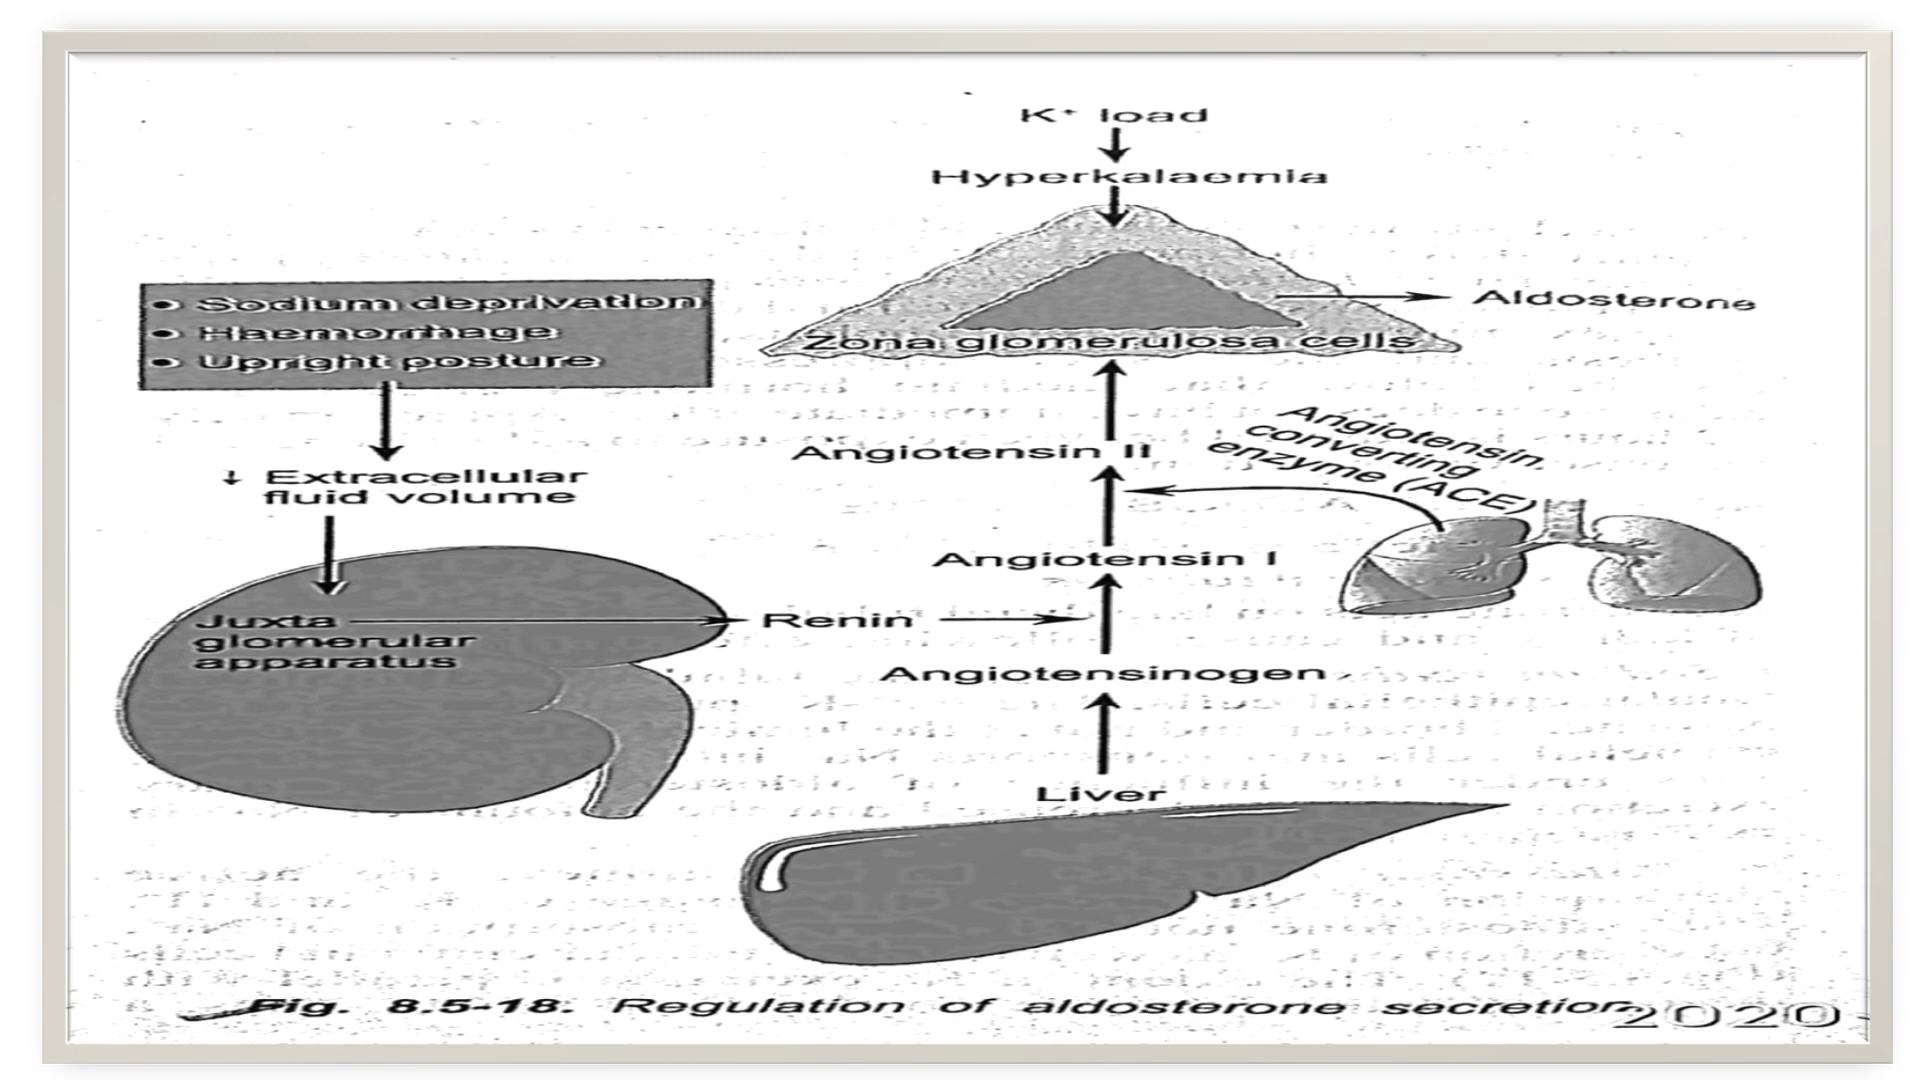 K⁺ load
Hyperkalaemia
• Sodium deprivation
• Haemorrhage
• Upright posture
Aldosterone
Zona glomerulosa cells
↓ Extracellular
fluid volume
Angiotensin II
Angiotensin
converting
enzyme (ACE)
Angiotensin I
Juxta
glomerular
apparatus
Renin
Angiotensinogen
Liver
Fig. 8.5-18. Regulation of aldosterone secretion
2020